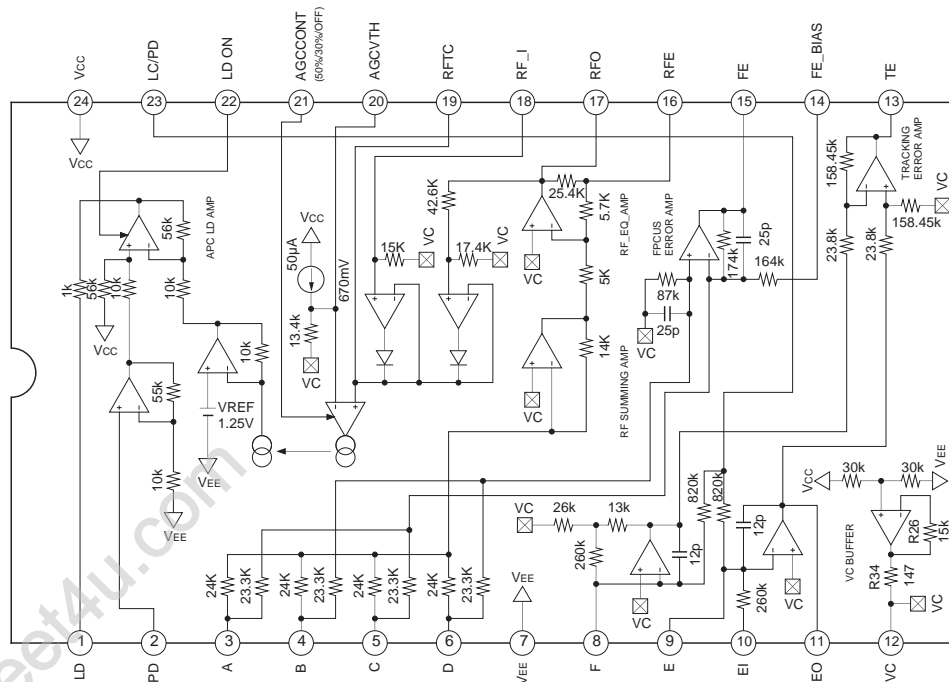 Vcc
LC/PD
LD ON
AGCCONT
(50%/30%/OFF)
AGCVTH
RFTC
RF_I
RFO
RFE
FE
FE_BIAS
TE
24
23
22
21
20
19
18
17
16
15
14
13
VCC
APC LD AMP
56k
1k
56k
10k
10k
VCC
55k
10k
VEE
10k
VREF
1.25V
VEE
VCC
50µA
13.4k
VC
670mV
15K
VC
42.6K
17.4K
VC
25.4K
5.7K
RF_EQ_AMP
VC
5K
14K
RF SUMMING AMP
VC
FPCUS
ERROR AMP
174k
25p
164k
87k
25p
VC
158.45k
TRACKING
ERROR AMP
VC
158.45k
23.8k
23.8k
24K
23.3K
24K
23.3K
24K
23.3K
24K
23.3K
VEE
VC
26k
13k
260k
12p
VC
820k
820k
12p
260k
VC
VCC
30k
30k
VEE
VC BUFFER
R26
15k
R34
147
VC
1
2
3
4
5
6
7
8
9
10
11
12
LD
PD
A
B
C
D
VEE
F
E
EI
EO
VC
eet4u.com